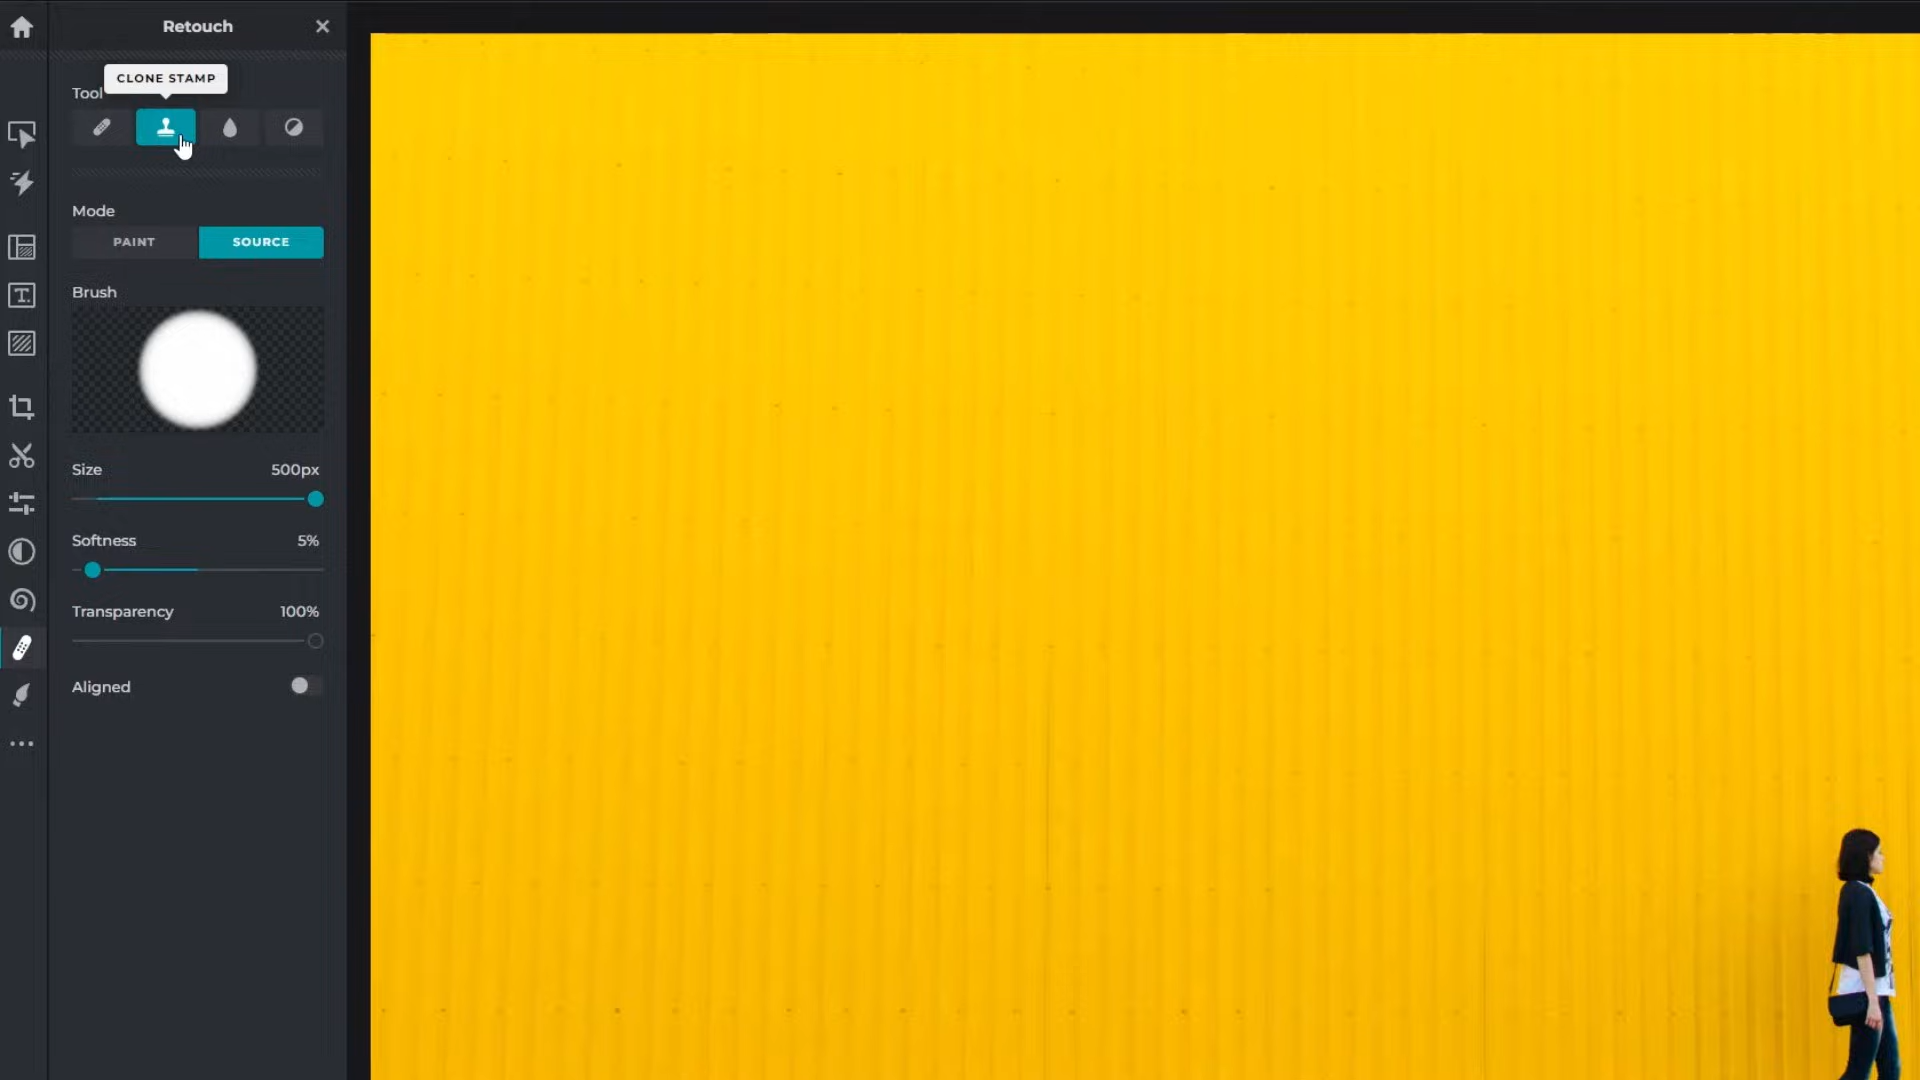 Retouch
CLONE STAMP
Tool
Mode
PAINT SOURCE
Brush
Size 500px
Softness 5%
Transparency 100%
Aligned